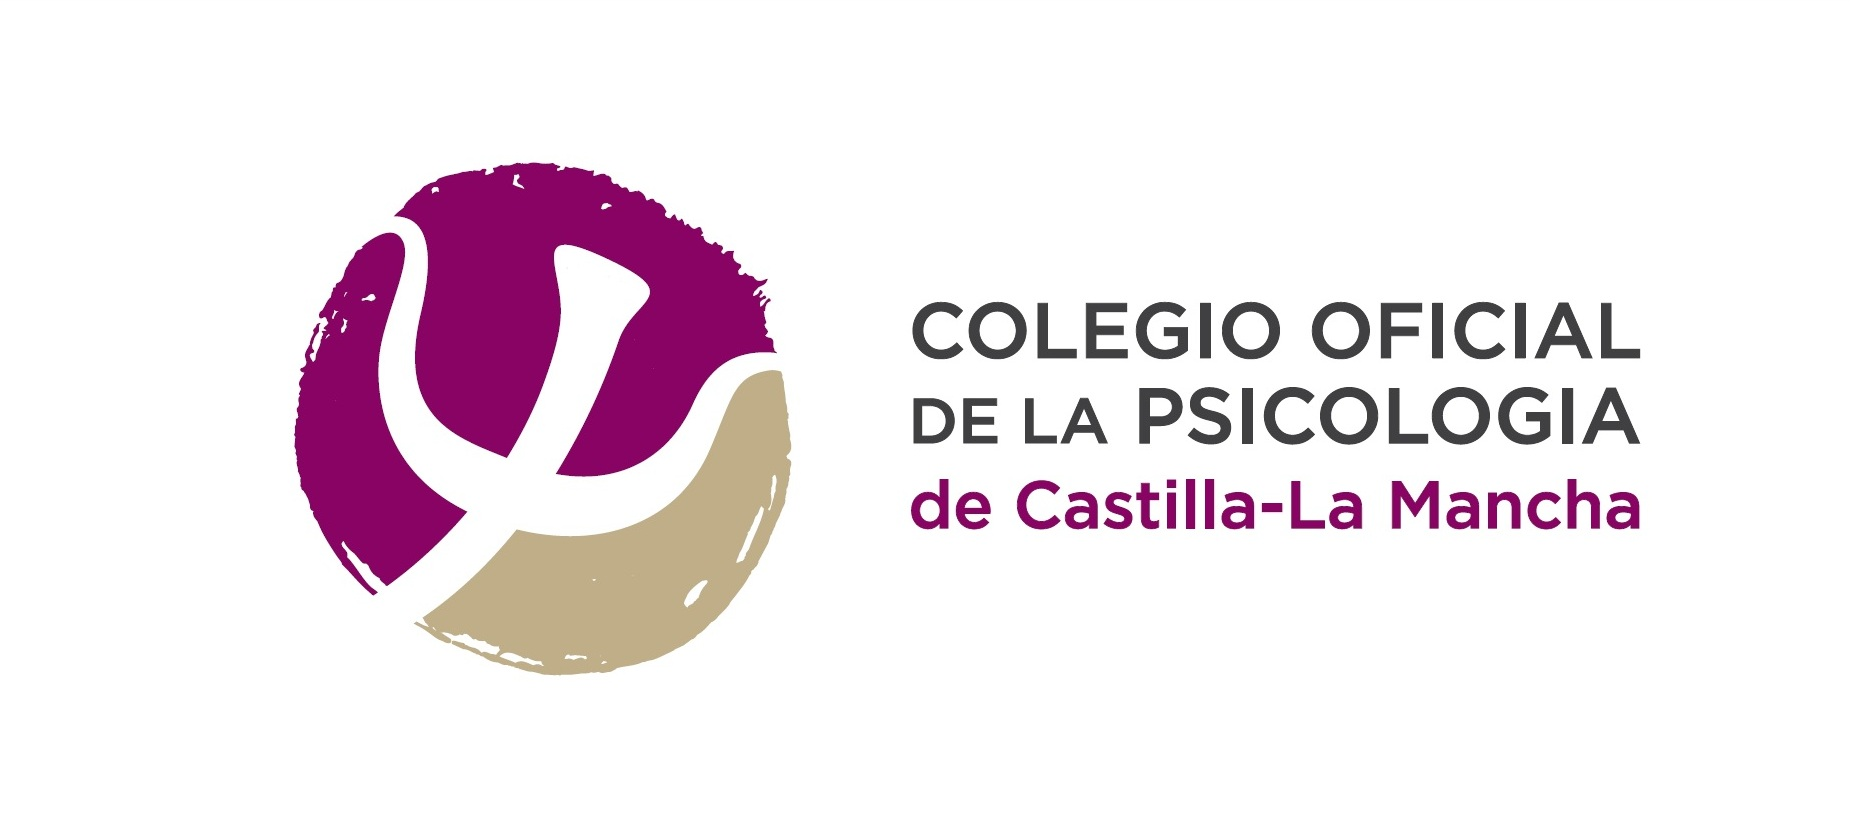 COLEGIO OFICIAL
DE LA PSICOLOGIA
de Castilla-La Mancha